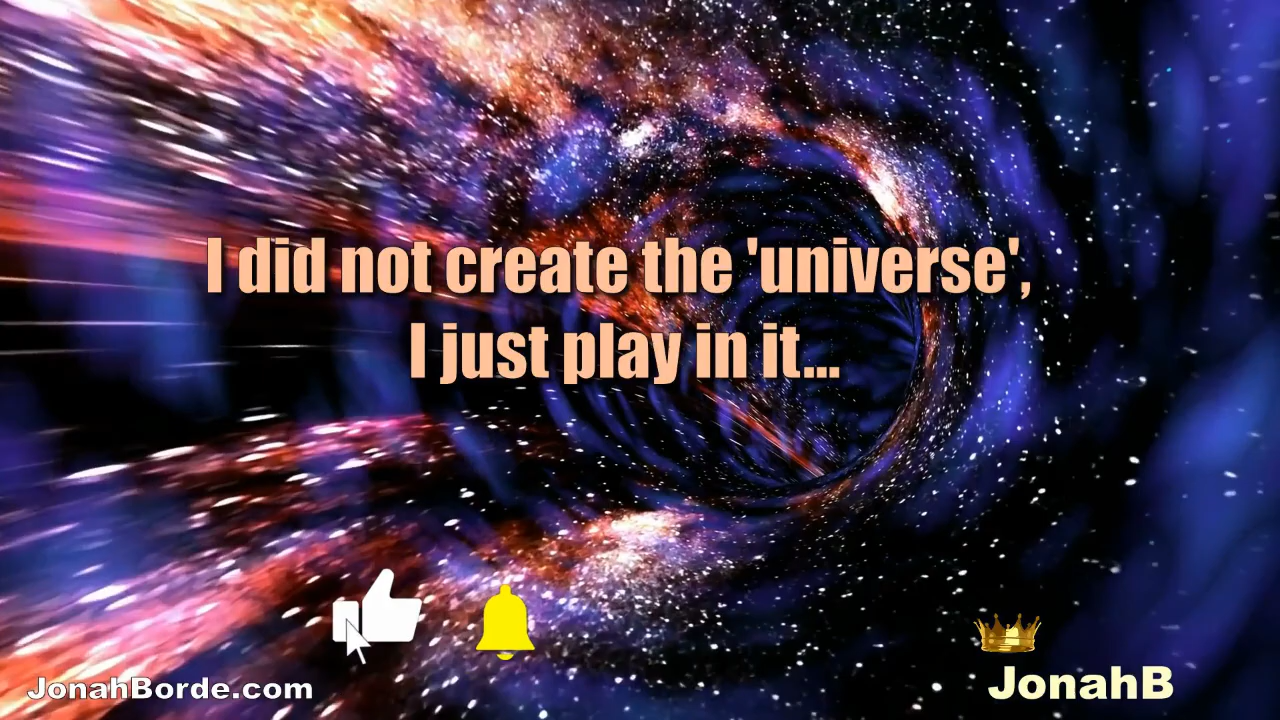 I did not create the 'universe',
I just play in it...
JonahBorde.com
JonahB